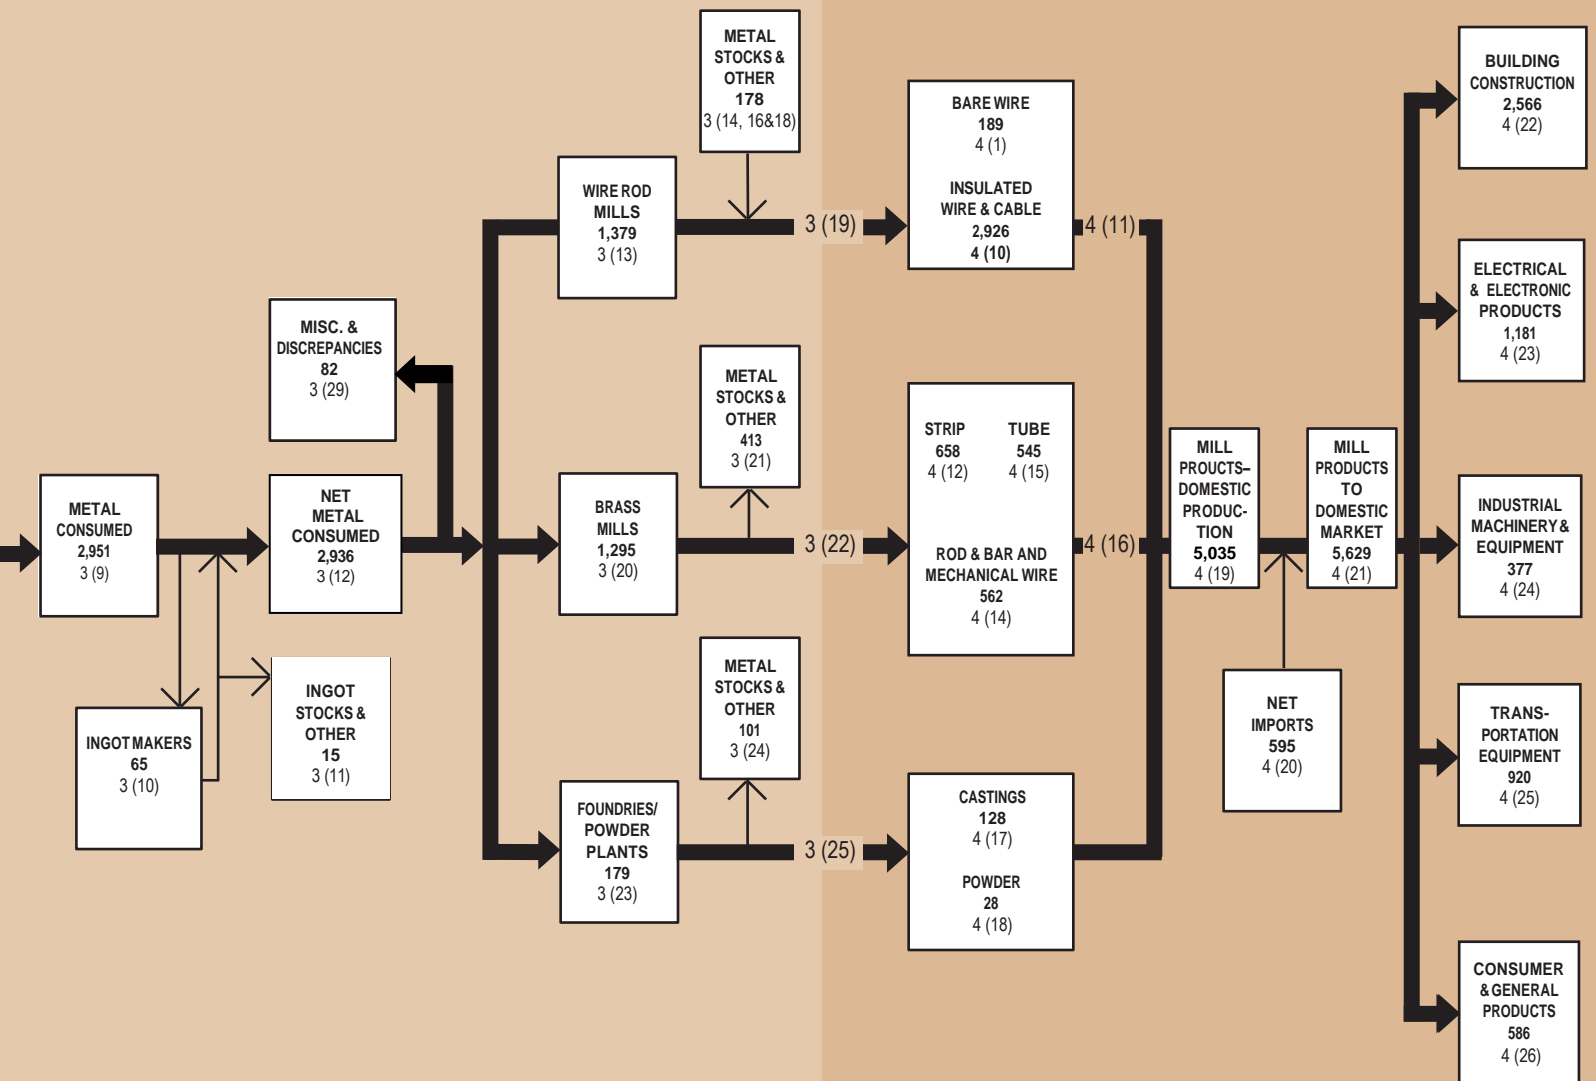 METAL
CONSUMED
2,951
3 (9)
INGOT MAKERS
65
3 (10)
MISC. &
DISCREPANCIES
82
3 (29)
NET
METAL
CONSUMED
2,936
3 (12)
INGOT
STOCKS &
OTHER
15
3 (11)
WIRE ROD
MILLS
1,379
3 (13)
BRASS
MILLS
1,295
3 (20)
FOUNDRIES/
POWDER
PLANTS
179
3 (23)
METAL
STOCKS &
OTHER
178
3 (14, 16&18)
METAL
STOCKS &
OTHER
413
3 (21)
METAL
STOCKS &
OTHER
101
3 (24)
3 (19)
3 (22)
3 (25)
BARE WIRE
189
4 (1)
INSULATED
WIRE & CABLE
2,926
4 (10)
STRIP
658
4 (12)
TUBE
545
4 (15)
ROD & BAR AND
MECHANICAL WIRE
562
4 (14)
CASTINGS
128
4 (17)
POWDER
28
4 (18)
4 (11)
4 (16)
MILL
PROUCTS–
DOMESTIC
PRODUC-
TION
5,035
4 (19)
NET
IMPORTS
595
4 (20)
MILL
PRODUCTS
TO
DOMESTIC
MARKET
5,629
4 (21)
BUILDING
CONSTRUCTION
2,566
4 (22)
ELECTRICAL
& ELECTRONIC
PRODUCTS
1,181
4 (23)
INDUSTRIAL
MACHINERY &
EQUIPMENT
377
4 (24)
TRANS-
PORTATION
EQUIPMENT
920
4 (25)
CONSUMER
& GENERAL
PRODUCTS
586
4 (26)